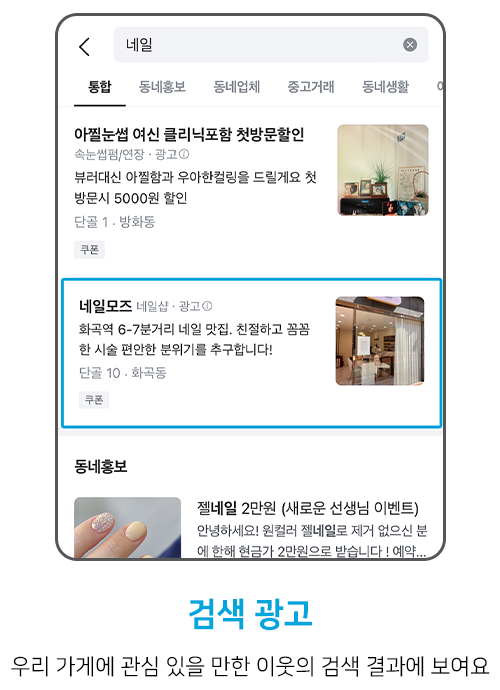 네일
통합 동네홍보 동네업체 중고거래 동네생활
아찔눈썹 여신 클리닉포함 첫방문할인
속눈썹펌/연장 · 광고
뷰러대신 아찔함과 우아한컬링을 드릴게요 첫
방문시 5000원 할인
단골 1 · 방화동
쿠폰
네일모즈 네일샵 · 광고
화곡역 6-7분거리 네일 맛집. 친절하고 꼼꼼
한 시술 편안한 분위기를 추구합니다!
단골 10 · 화곡동
쿠폰
동네홍보
젤네일 2만원 (새로운 선생님 이벤트)
안녕하세요! 원컬러 젤네일로 제거 없으신 분
에 한해 현금가 2만원으로 받습니다 ! 예약...
검색 광고
우리 가게에 관심 있을 만한 이웃의 검색 결과에 보여요